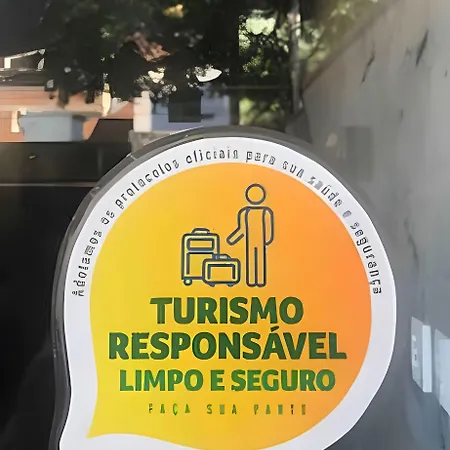 Adotamos os protocolos oficiais para sua saúde e segurança
TURISMO
RESPONSÁVEL
LIMPO E SEGURO
FAÇA SUA PARTE